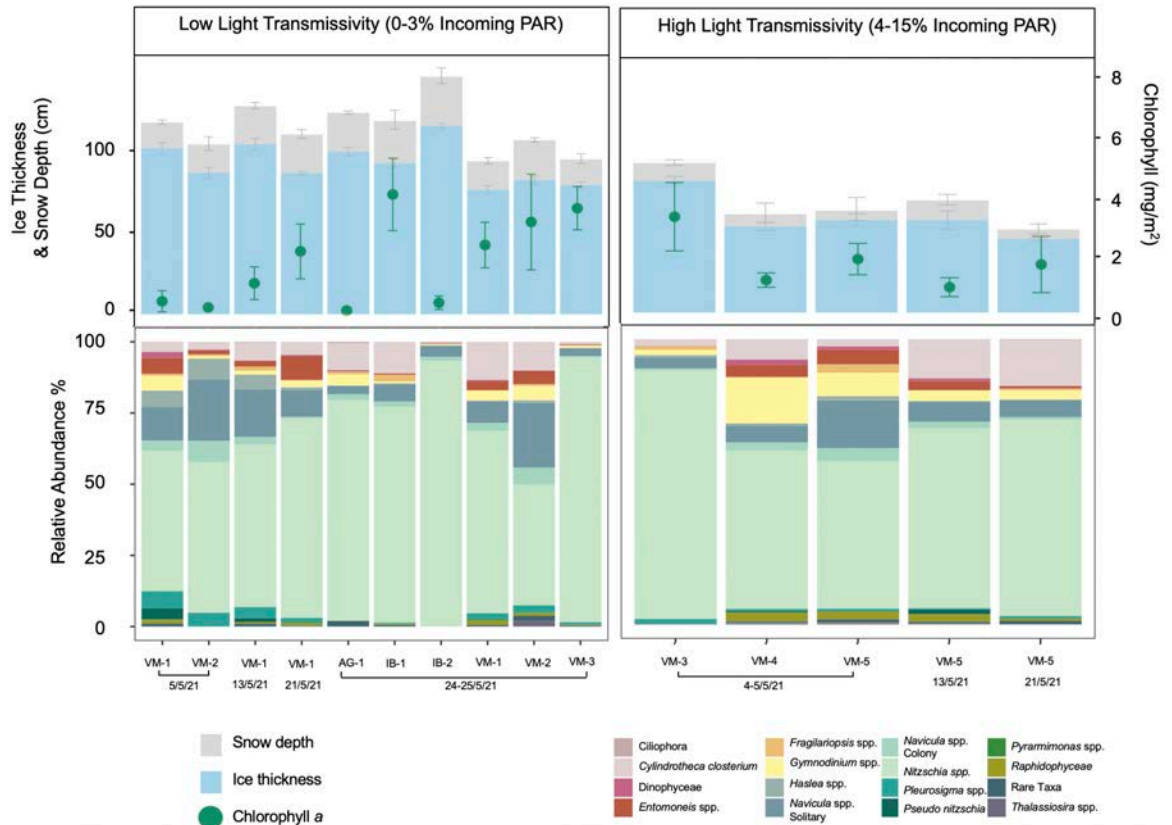 Low Light Transmissivity (0-3% Incoming PAR)
High Light Transmissivity (4-15% Incoming PAR)
Ice Thickness
& Snow Depth (cm)
100
50
0
8
6
4
2
0
Chlorophyll (mg/m²)
Relative Abundance %
100
75
50
25
0
VM-1 VM-2 VM-1 VM-1 AG-1 IB-1 IB-2 VM-1 VM-2 VM-3
5/5/21 13/5/21 21/5/21 24-25/5/21
VM-3 VM-4 VM-5 VM-5 VM-5
4-5/5/21 13/5/21 21/5/21
Snow depth
Ice thickness
Chlorophyll a
Ciliophora
Cylindrotheca closterium
Dinophyceae
Entomoneis spp.
Fragilariopsis spp.
Gymnodinium spp.
Haslea spp.
Navicula spp.
Solitary
Navicula spp.
Colony
Nitzschia spp.
Pleurosigma spp.
Pseudo nitzschia
Pyrarmimonas spp.
Raphidophyceae
Rare Taxa
Thalassiosira spp.